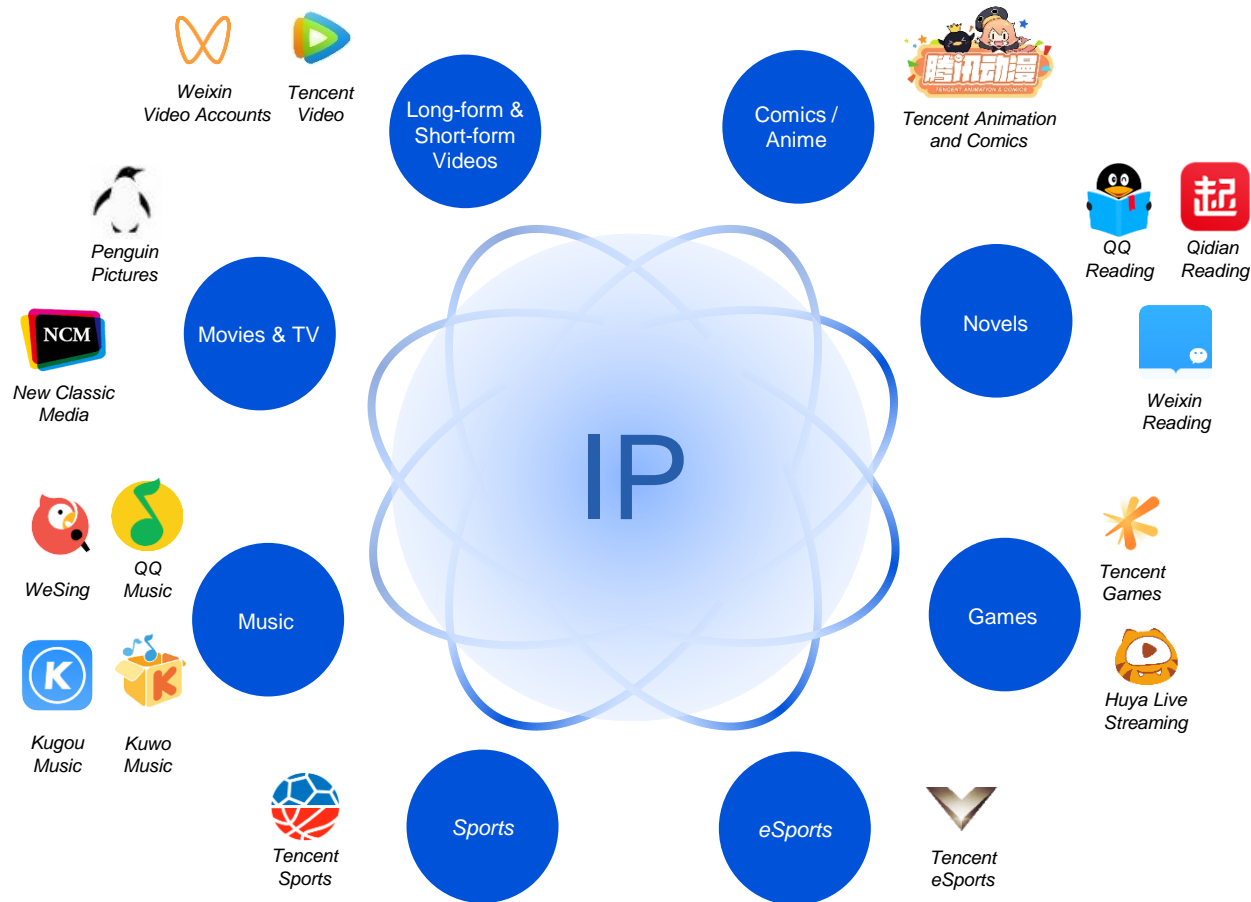 Weixin
Video Accounts
Tencent
Video
Long-form &
Short-form
Videos
Comics /
Anime
腾讯动漫
TENCENT ANIMATION & COMICS
Tencent Animation
and Comics
Penguin
Pictures
QQ
Reading
起
Qidian
Reading
Movies & TV
Novels
NCM
New Classic
Media
Weixin
Reading
IP
WeSing
QQ
Music
Music
Tencent
Games
Games
K
Kugou
Music
K
Kuwo
Music
Huya Live
Streaming
Tencent
Sports
Sports
eSports
Tencent
eSports